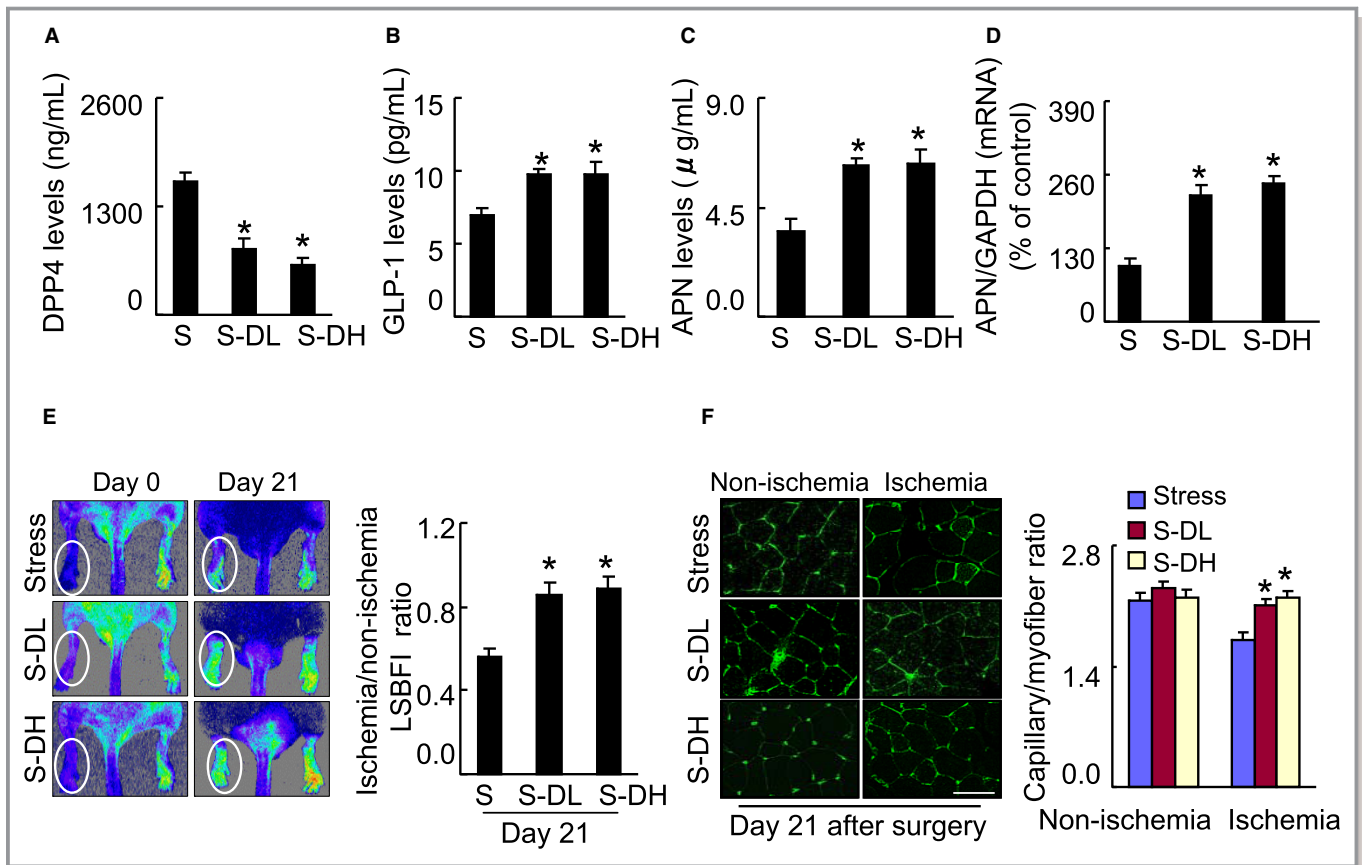 A
DPP4 levels (ng/mL)
2600
1300
0
S S-DL S-DH
B
GLP-1 levels (pg/mL)
15
10
5
0
* *
S S-DL S-DH
C
APN levels (μg/mL)
9.0
4.5
0.0
* *
S S-DL S-DH
D
APN/GAPDH (mRNA)
(% of control)
390
260
130
0
* *
S S-DL S-DH
E
Day 0 Day 21
Stress
S-DL
S-DH
Ischemia/non-ischemia
LSBFI ratio
1.2
0.8
0.4
0.0
* *
S S-DL S-DH
Day 21
F
Non-ischemia Ischemia
Stress
S-DL
S-DH
Day 21 after surgery
Capillary/myofiber ratio
Stress
S-DL
S-DH
2.8
1.4
0.0
* *
Non-ischemia Ischemia